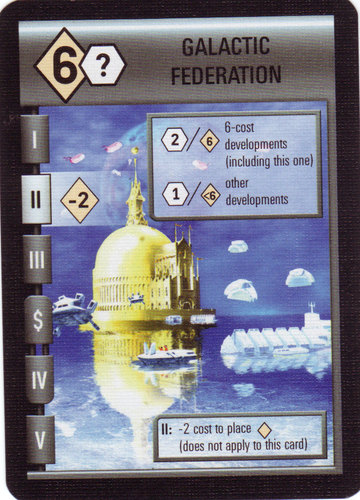 6 ?
GALACTIC
FEDERATION
I
2 / 6 6-cost
developments
(including this one)
1 / <6 other
developments
II -2
III
$
IV
V
II: -2 cost to place
(does not apply to this card)